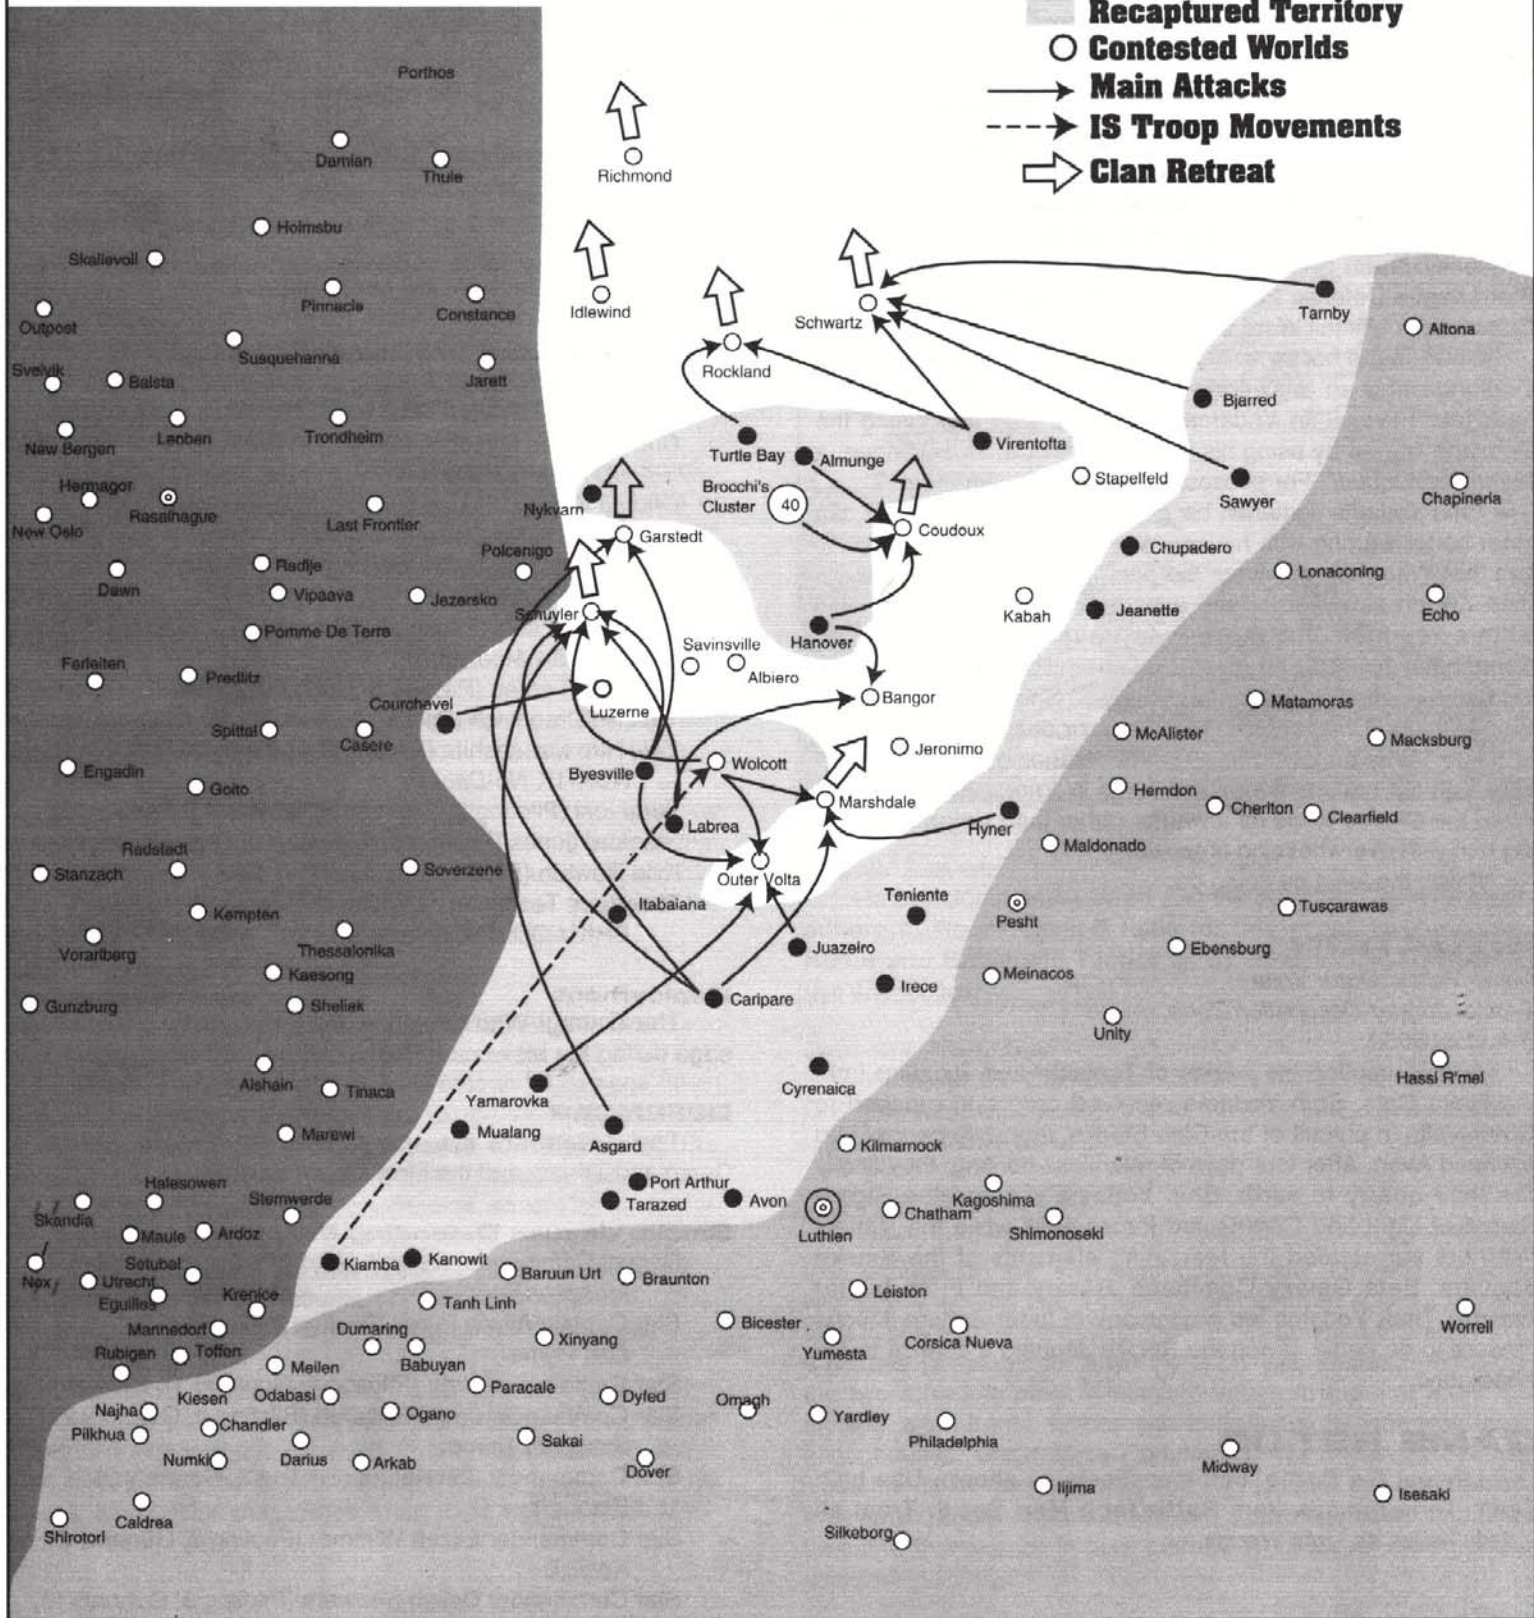 Recaptured Territory
Contested Worlds
Main Attacks
IS Troop Movements
Clan Retreat
Porthos
Damian
Thule
Richmond
Holmsbu
Skallevoll
Pinnacle
Constance
Idlewind
Outpost
Susquehanna
Schwartz
Tarnby
Altona
Svelvik
Balsta
Jarett
Rockland
Bjarred
New Bergen
Leoben
Trondheim
Turtle Bay
Almunge
Virentofta
Stapelfeld
Sawyer
Chapineria
Hermagor
Rasalhague
New Oslo
Last Frontier
Nykvarn
Brocchi's
Cluster
40
Coudoux
Garstedt
Polcenigo
Chupadero
Radlje
Dawn
Vipaava
Jezersko
Lonaconing
Echo
Schuyler
Kabah
Jeanette
Pomme De Terre
Hanover
Savinsville
Albiero
Ferleiten
Predlitz
Courchevel
Luzerne
Bangor
Matamoras
Spittal
Casere
McAlister
Macksburg
Jeronimo
Engadin
Goito
Byesville
Wolcott
Marshdale
Herndon
Cherlton
Clearfield
Labrea
Hyner
Maldonado
Radstadt
Stanzach
Soverzene
Outer Volta
Teniente
Pesht
Tuscarawas
Kempten
Itabaiana
Vorarlberg
Thessalonika
Juazeiro
Ebensburg
Kaesong
Meinacos
Irece
Gunzburg
Sheliak
Caripare
Unity
Alshain
Tinaca
Cyrenaica
Hassi R'mel
Yamarovka
Marawi
Mualang
Asgard
Kilmarnock
Halesowen
Sternwerde
Port Arthur
Tarazed
Avon
Kagoshima
Skandia
Maule
Ardoz
Luthien
Chatham
Shimonoseki
Setubal
Kiamba
Kanowit
Nox
Utrecht
Baruun Urt
Braunton
Eguilles
Krenice
Tanh Linh
Leiston
Mannedorf
Dumaring
Xinyang
Bicester
Yumesta
Corsica Nueva
Worrell
Rubigen
Toffen
Meilen
Babuyan
Kiesen
Odabasi
Paracale
Dyfed
Omagh
Najha
Chandler
Ogano
Yardley
Pilkhua
Philadelphia
Numki
Darius
Arkab
Sakai
Dover
Midway
Iijima
Isesaki
Caldrea
Shirotori
Silkeborg